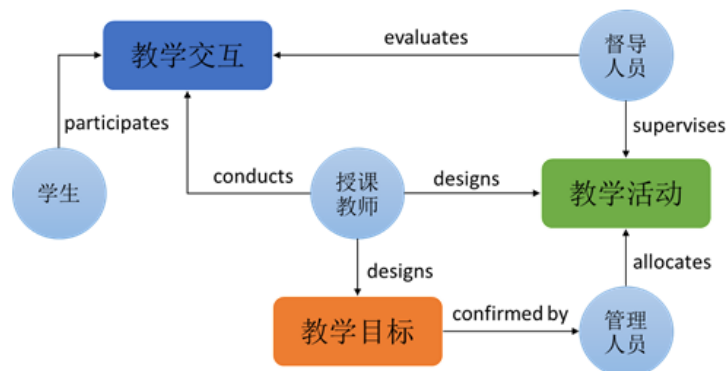 教学交互
evaluates
督导
人员
participates
supervises
学生
conducts
授课
教师
designs
教学活动
designs
allocates
教学目标
confirmed by
管理
人员